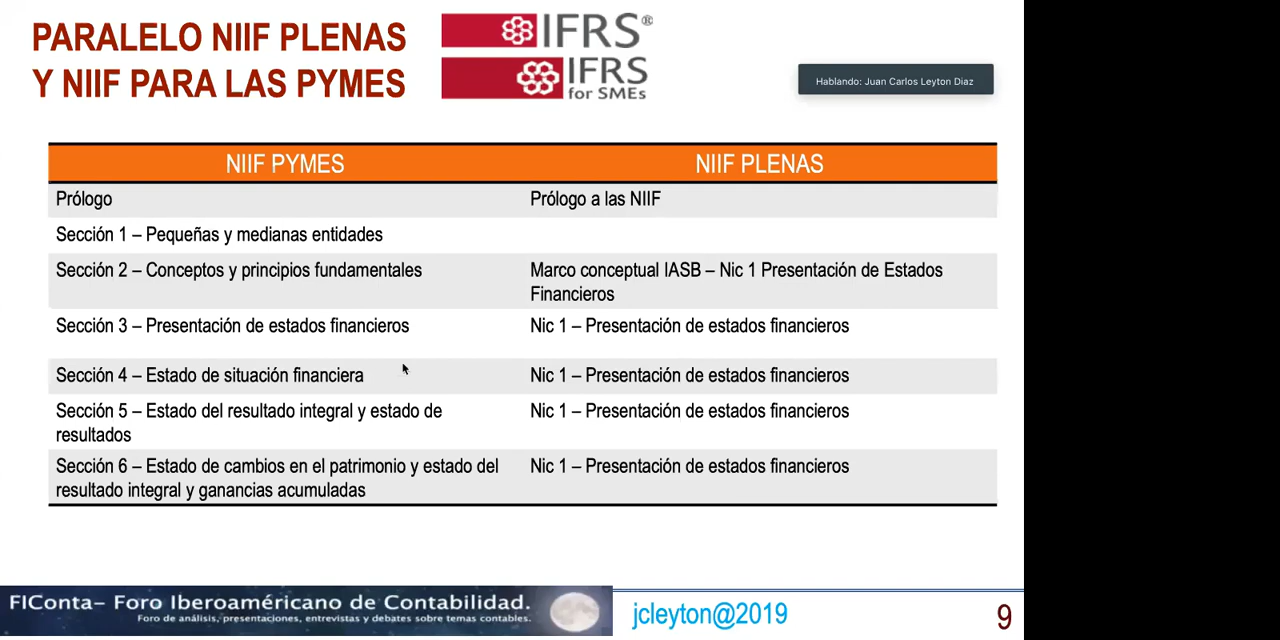 PARALELO NIIF PLENAS
Y NIIF PARA LAS PYMES
IFRS®
IFRS
for SMEs
Hablando: Juan Carlos Leyton Diaz
NIIF PYMES NIIF PLENAS
Prólogo Prólogo a las NIIF
Sección 1 – Pequeñas y medianas entidades
Sección 2 – Conceptos y principios fundamentales Marco conceptual IASB – Nic 1 Presentación de Estados
Financieros
Sección 3 – Presentación de estados financieros Nic 1 – Presentación de estados financieros
Sección 4 – Estado de situación financiera Nic 1 – Presentación de estados financieros
Sección 5 – Estado del resultado integral y estado de Nic 1 – Presentación de estados financieros
resultados
Sección 6 – Estado de cambios en el patrimonio y estado del Nic 1 – Presentación de estados financieros
resultado integral y ganancias acumuladas
FIConta– Foro Iberoaméricano de Contabilidad.
Foro de análisis, presentaciones, entrevistas y debates sobre temas contables.
jcleyton@2019
9